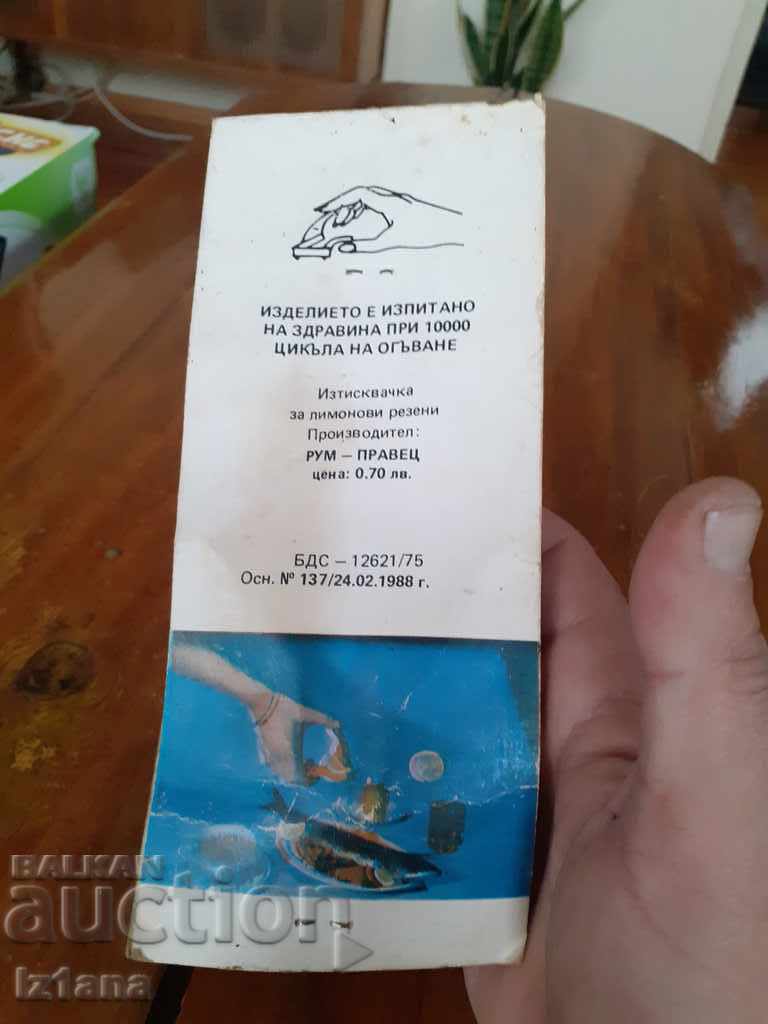 ИЗДЕЛИЕТО Е ИЗПИТАНО
НА ЗДРАВИНА ПРИ 10000
ЦИКЪЛА НА ОГЪВАНЕ
Изтисквачка
за лимонови резени
Производител:
РУМ – ПРАВЕЦ
цена: 0.70 лв.
БДС – 12621/75
Осн. № 137/24.02.1988 г.
BALKAN
auction
Iz1ana